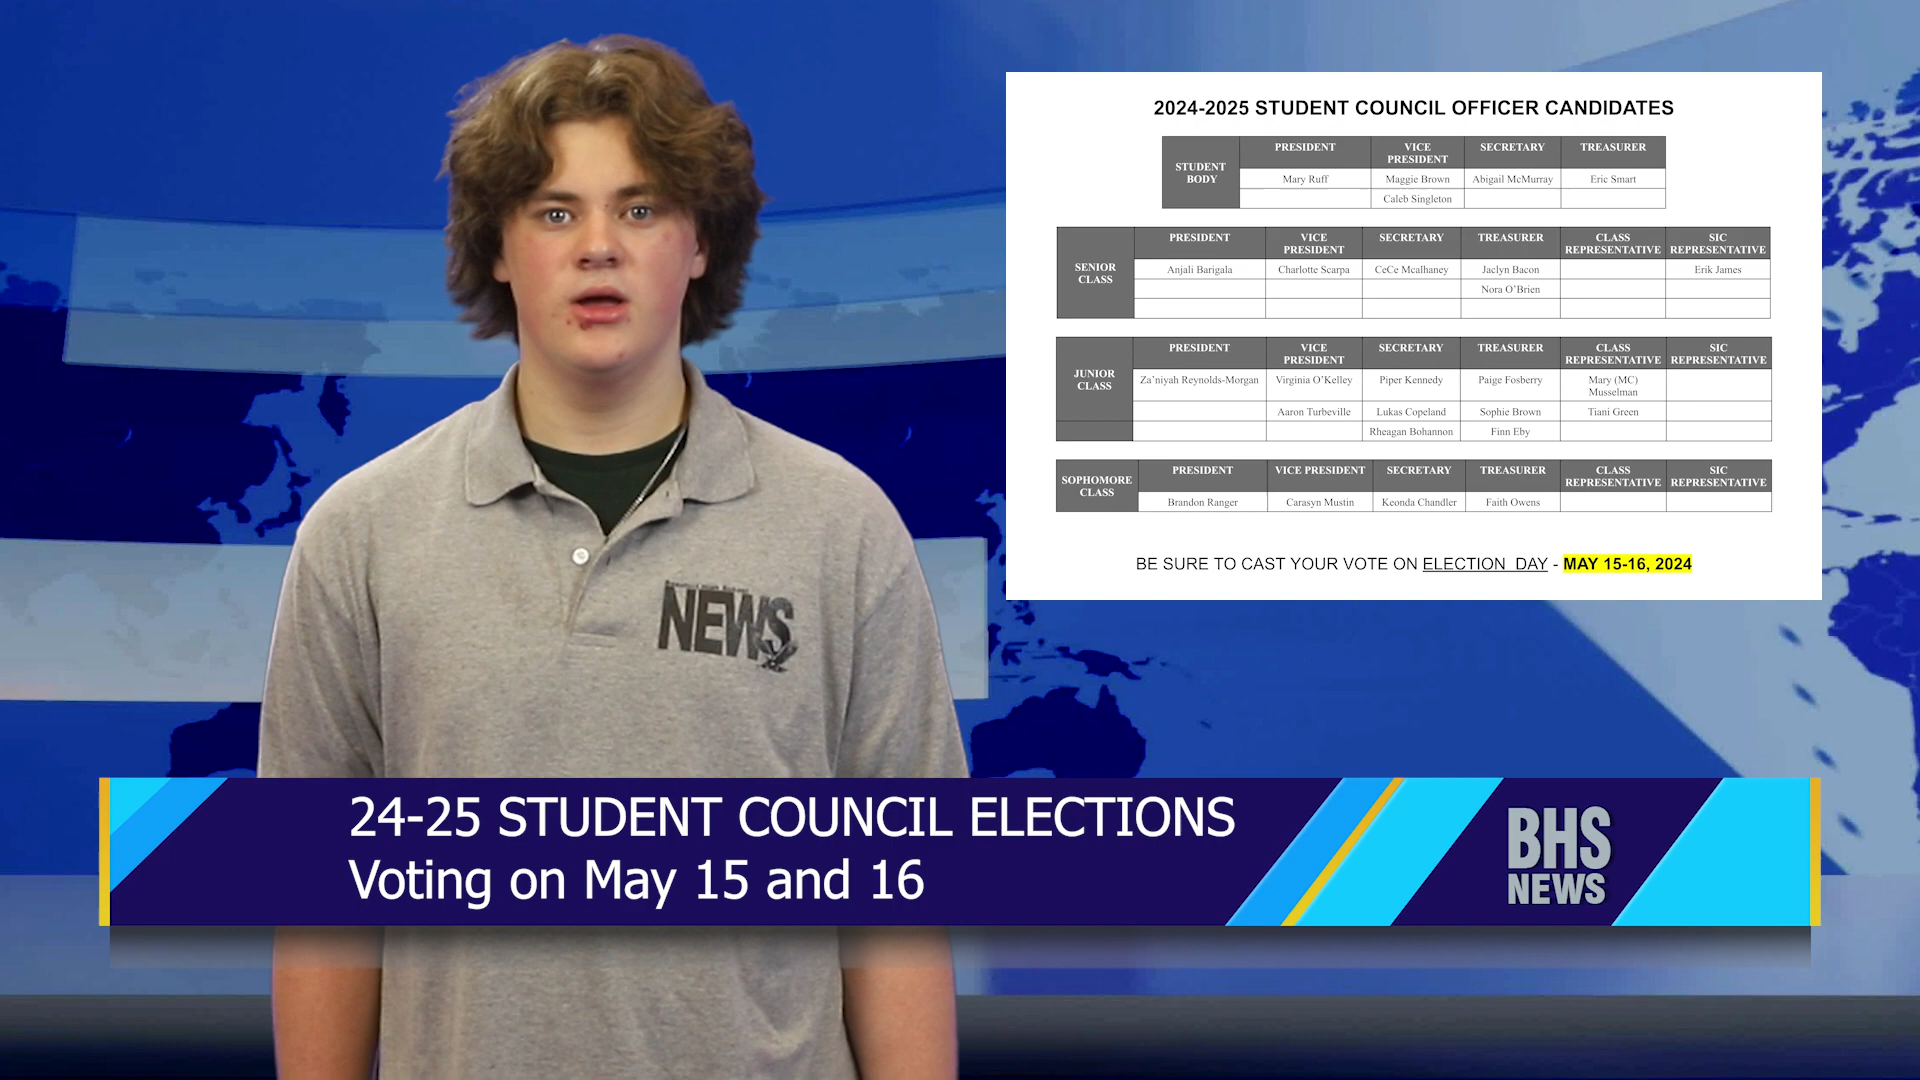 2024-2025 STUDENT COUNCIL OFFICER CANDIDATES
STUDENT BODY
PRESIDENT VICE PRESIDENT SECRETARY TREASURER
Mary Ruff Maggie Brown Abigail McMurray Eric Smart
Caleb Singleton
SENIOR CLASS
PRESIDENT VICE PRESIDENT SECRETARY TREASURER CLASS REPRESENTATIVE SIC REPRESENTATIVE
Anjali Barigala Charlotte Scarpa CeCe Mcalhaney Jaclyn Bacon Erik James
Nora O'Brien
JUNIOR CLASS
PRESIDENT VICE PRESIDENT SECRETARY TREASURER CLASS REPRESENTATIVE SIC REPRESENTATIVE
Za'niyah Reynolds-Morgan Virginia O'Kelley Piper Kennedy Paige Fosberry Mary (MC) Musselman
Aaron Turbeville Lukas Copeland Sophie Brown Tiani Green
Rheagan Bohannon Finn Eby
SOPHOMORE CLASS
PRESIDENT VICE PRESIDENT SECRETARY TREASURER CLASS REPRESENTATIVE SIC REPRESENTATIVE
Brandon Ranger Carasyn Mustin Keonda Chandler Faith Owens
BE SURE TO CAST YOUR VOTE ON ELECTION DAY - MAY 15-16, 2024
NEWS
24-25 STUDENT COUNCIL ELECTIONS
Voting on May 15 and 16
BHS
NEWS